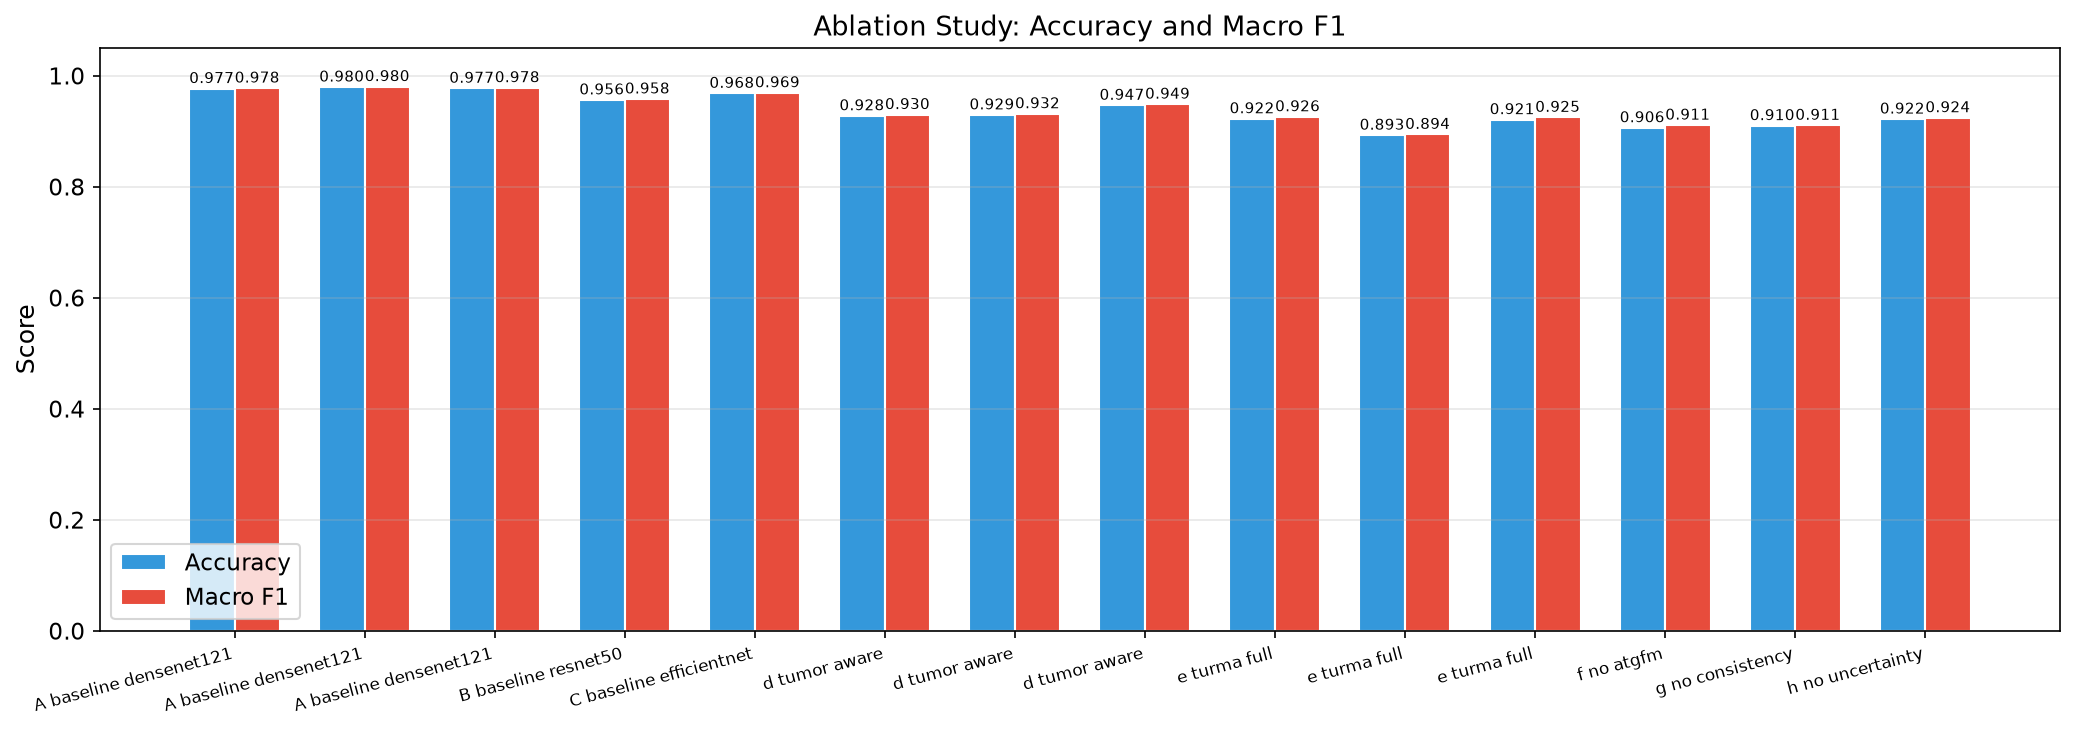 Ablation Study: Accuracy and Macro F1
Score
1.0
0.8
0.6
0.4
0.2
0.0
0.977 0.978
0.980 0.980
0.977 0.978
0.956 0.958
0.968 0.969
0.928 0.930
0.929 0.932
0.947 0.949
0.922 0.926
0.893 0.894
0.921 0.925
0.906 0.911
0.910 0.911
0.922 0.924
Accuracy
Macro F1
A baseline densenet121
A baseline densenet121
A baseline densenet121
B baseline resnet50
C baseline efficientnet
d tumor aware
d tumor aware
d tumor aware
e turma full
e turma full
e turma full
f no atgfm
g no consistency
h no uncertainty